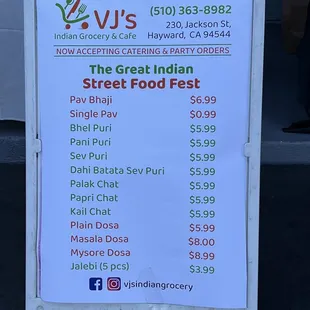 VJ's
Indian Grocery & Cafe
(510) 363-8982
230, Jackson St,
Hayward, CA 94544
NOW ACCEPTING CATERING & PARTY ORDERS
The Great Indian
Street Food Fest
Pav Bhaji $6.99
Single Pav $0.99
Bhel Puri $5.99
Pani Puri $5.99
Sev Puri $5.99
Dahi Batata Sev Puri $5.99
Palak Chat $5.99
Papri Chat $5.99
Kail Chat $5.99
Plain Dosa $5.99
Masala Dosa $8.00
Mysore Dosa $8.99
Jalebi (5 pcs) $3.99
vjsindiangrocery